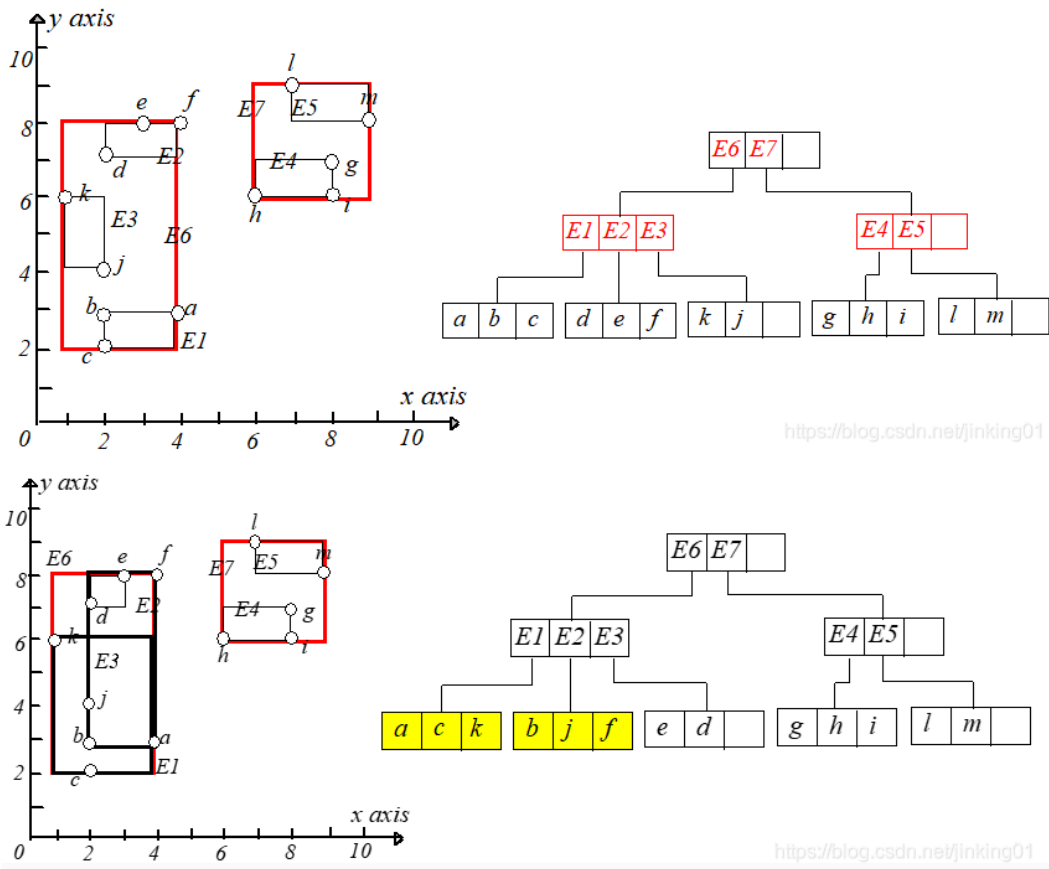 y axis
10
l
e f
E7 E5 m
8
E2
d
E6 E7
E4 g
6 k
h l
E3
E6
E1 E2 E3
E4 E5
4 j
b a
a b c
d e f
k j
g h i
l m
2 c E1
x axis
0 2 4 6 8 10
https://blog.csdn.net/jinking01
y axis
10
l
E6 e f
E7 E5 m
E6 E7
8
d E2
E4 g
6 k
h l
E3
E1 E2 E3
E4 E5
4 j
b a
a c k
b j f
e d
g h i
l m
2 c E1
x axis
0 2 4 6 8 10
https://blog.csdn.net/jinking01